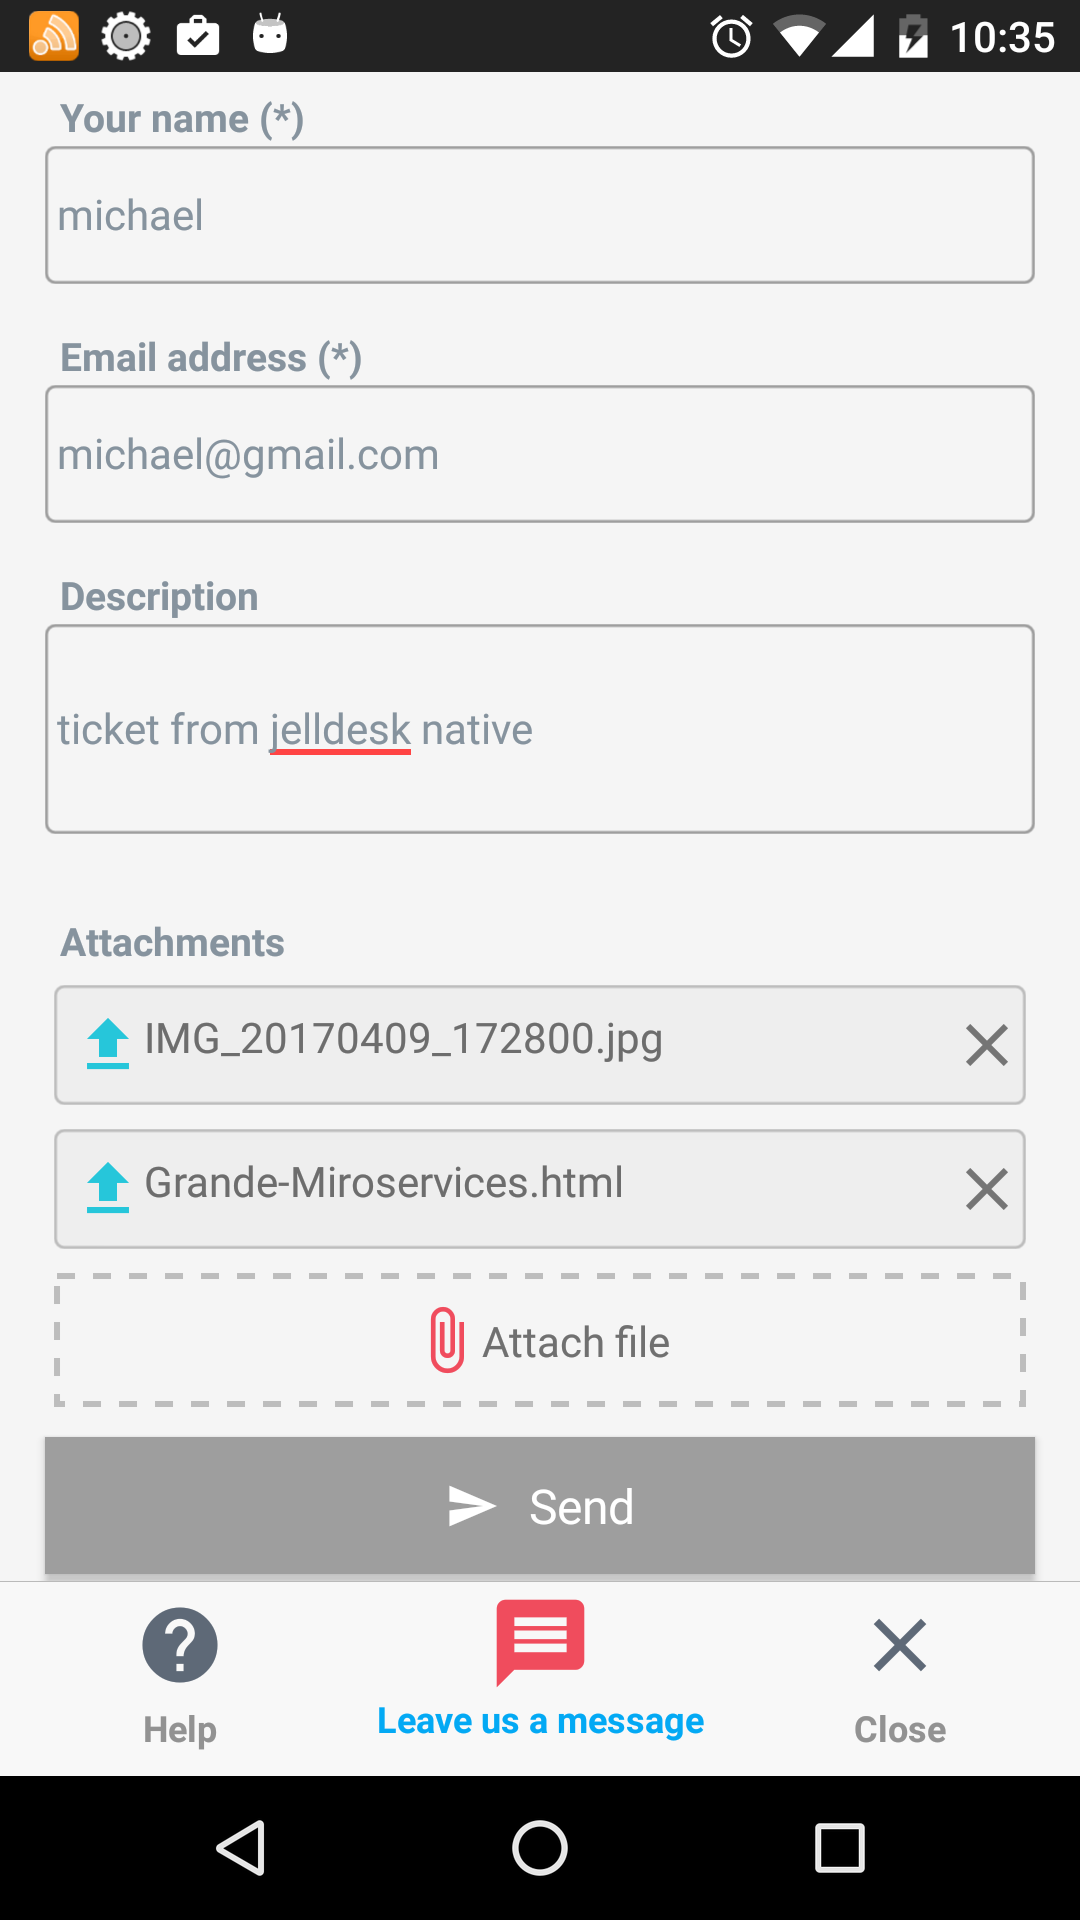 10:35
Your name (*)
michael
Email address (*)
michael@gmail.com
Description
ticket from jelldesk native
Attachments
IMG_20170409_172800.jpg
Grande-Miroservices.html
Attach file
Send
Help
Leave us a message
Close